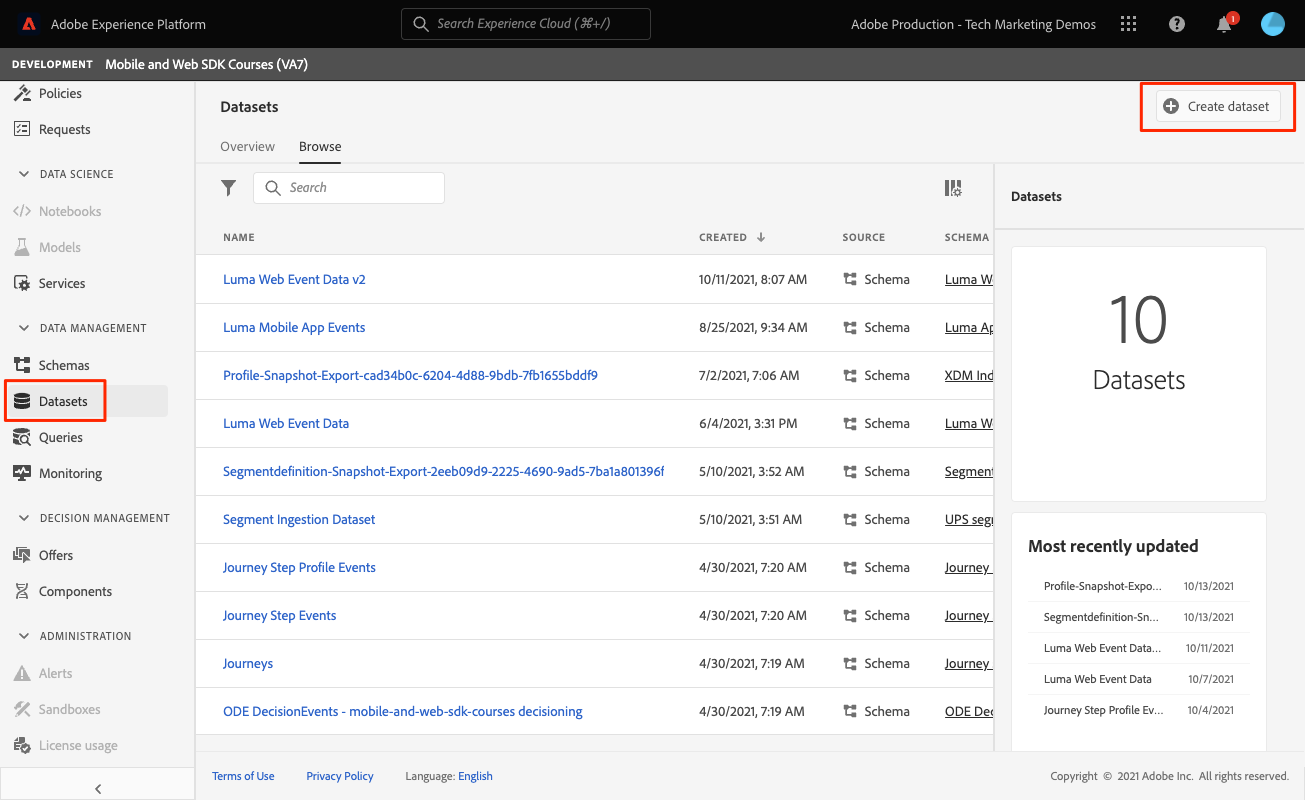 Adobe Experience Platform
Search Experience Cloud (⌘+/)
Adobe Production - Tech Marketing Demos
1
DEVELOPMENT Mobile and Web SDK Courses (VA7)
Policies
Requests
DATA SCIENCE
Notebooks
Models
Services
DATA MANAGEMENT
Schemas
Datasets
Queries
Monitoring
DECISION MANAGEMENT
Offers
Components
ADMINISTRATION
Alerts
Sandboxes
License usage
Datasets
Create dataset
Overview Browse
Search
NAME CREATED SOURCE SCHEMA
Luma Web Event Data v2 10/11/2021, 8:07 AM Schema Luma W
Luma Mobile App Events 8/25/2021, 9:34 AM Schema Luma Ap
Profile-Snapshot-Export-cad34b0c-6204-4d88-9bdb-7fb1655bddf9 7/2/2021, 7:06 AM Schema XDM Ind
Luma Web Event Data 6/4/2021, 3:31 PM Schema Luma W
Segmentdefinition-Snapshot-Export-2eeb09d9-2225-4690-9ad5-7ba1a801396f 5/10/2021, 3:52 AM Schema Segment
Segment Ingestion Dataset 5/10/2021, 3:51 AM Schema UPS seg
Journey Step Profile Events 4/30/2021, 7:20 AM Schema Journey
Journey Step Events 4/30/2021, 7:20 AM Schema Journey
Journeys 4/30/2021, 7:19 AM Schema Journey
ODE DecisionEvents - mobile-and-web-sdk-courses decisioning 4/30/2021, 7:19 AM Schema ODE Dec
Datasets
10
Datasets
Most recently updated
Profile-Snapshot-Expo... 10/13/2021
Segmentdefinition-Sn... 10/13/2021
Luma Web Event Data... 10/11/2021
Luma Web Event Data 10/7/2021
Journey Step Profile Ev... 10/4/2021
Terms of Use Privacy Policy Language: English
Copyright © 2021 Adobe Inc. All rights reserved.